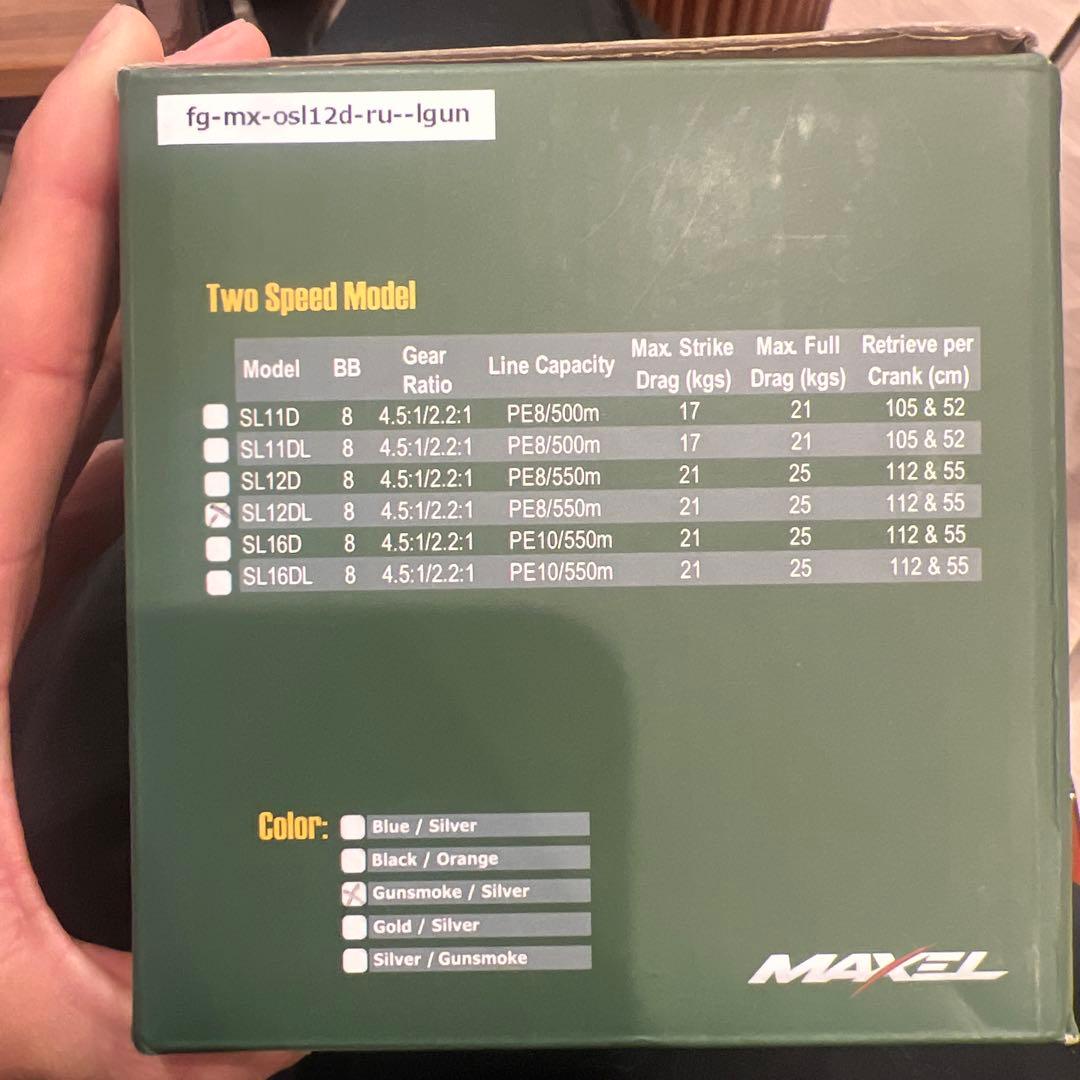 fg-mx-osl12d-ru--lgun
Two Speed Model
Model BB Gear Ratio Line Capacity Max. Strike Drag (kgs) Max. Full Drag (kgs) Retrieve per Crank (cm)
SL11D 8 4.5:1/2.2:1 PE8/500m 17 21 105 & 52
SL11DL 8 4.5:1/2.2:1 PE8/500m 17 21 105 & 52
SL12D 8 4.5:1/2.2:1 PE8/550m 21 25 112 & 55
SL12DL 8 4.5:1/2.2:1 PE8/550m 21 25 112 & 55
SL16D 8 4.5:1/2.2:1 PE10/550m 21 25 112 & 55
SL16DL 8 4.5:1/2.2:1 PE10/550m 21 25 112 & 55
Color:
Blue / Silver
Black / Orange
Gunsmoke / Silver
Gold / Silver
Silver / Gunsmoke
MAXEL